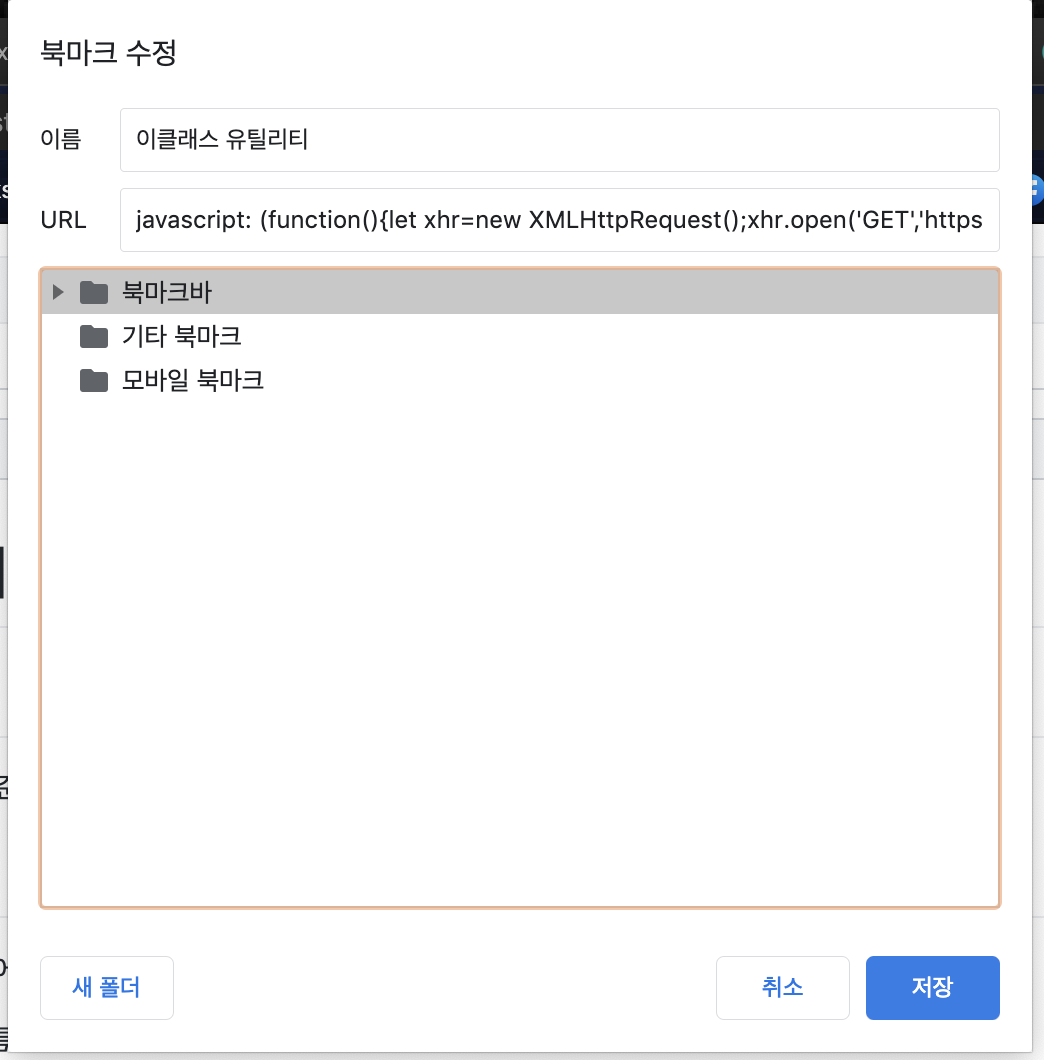 북마크 수정
이름
이클래스 유틸리티
URL
javascript: (function(){let xhr=new XMLHttpRequest();xhr.open('GET','https
북마크바
기타 북마크
모바일 북마크
새 폴더
취소
저장